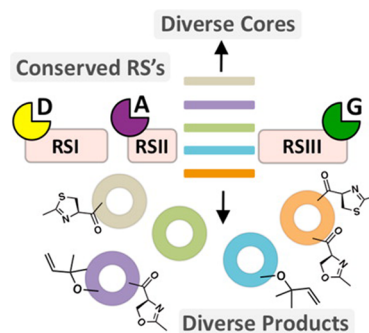 Diverse Cores
Conserved RS's
D
A
G
RSI
RSII
RSIII
S
N
O
S
N
O
O
O
N
O
O
O
N
O
Diverse Products